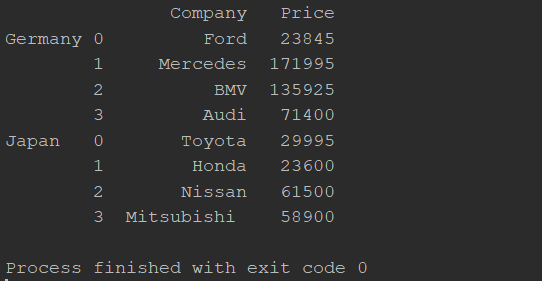 Company Price
Germany 0 Ford 23845
1 Mercedes 171995
2 BMV 135925
3 Audi 71400
Japan 0 Toyota 29995
1 Honda 23600
2 Nissan 61500
3 Mitsubishi 58900
Process finished with exit code 0